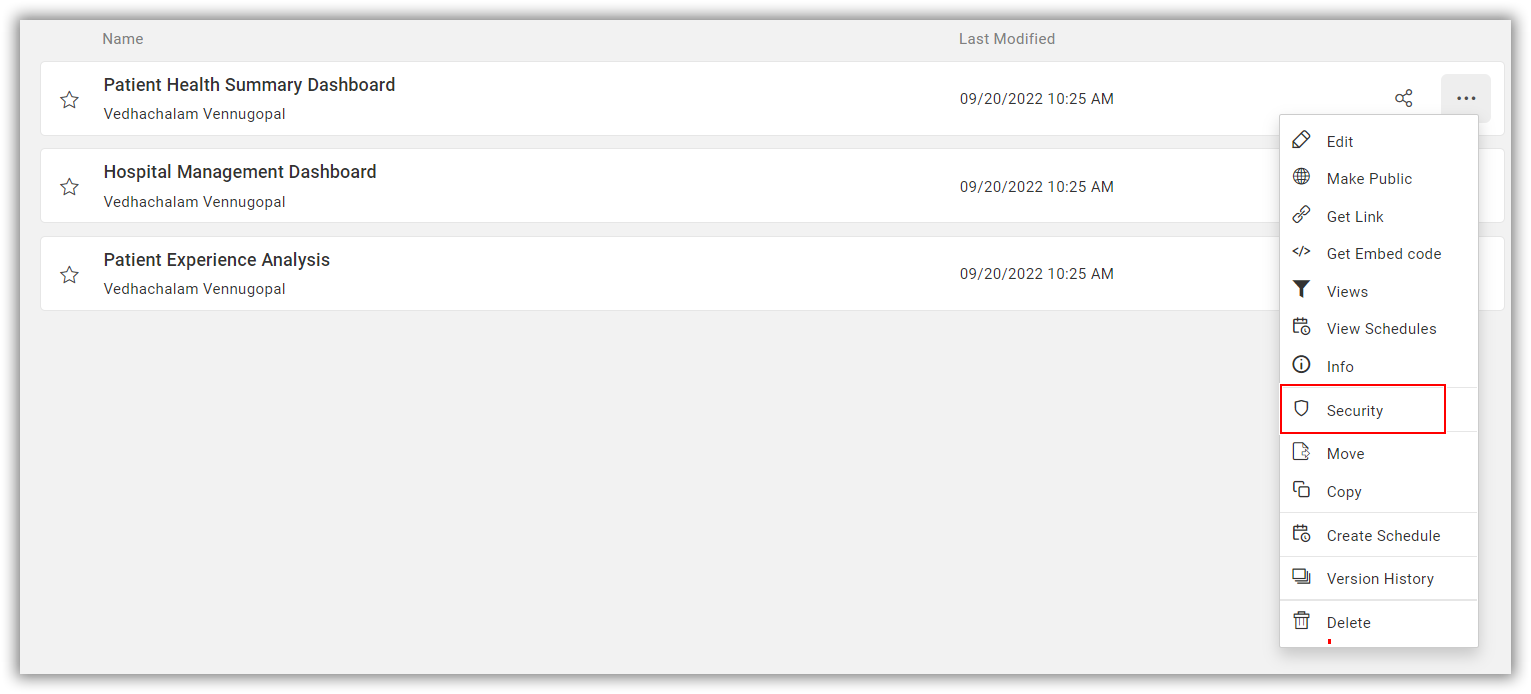 Name Last Modified
Patient Health Summary Dashboard
Vedhachalam Vennugopal
09/20/2022 10:25 AM
Hospital Management Dashboard
Vedhachalam Vennugopal
09/20/2022 10:25 AM
Patient Experience Analysis
Vedhachalam Vennugopal
09/20/2022 10:25 AM
Edit
Make Public
Get Link
Get Embed code
Views
View Schedules
Info
Security
Move
Copy
Create Schedule
Version History
Delete